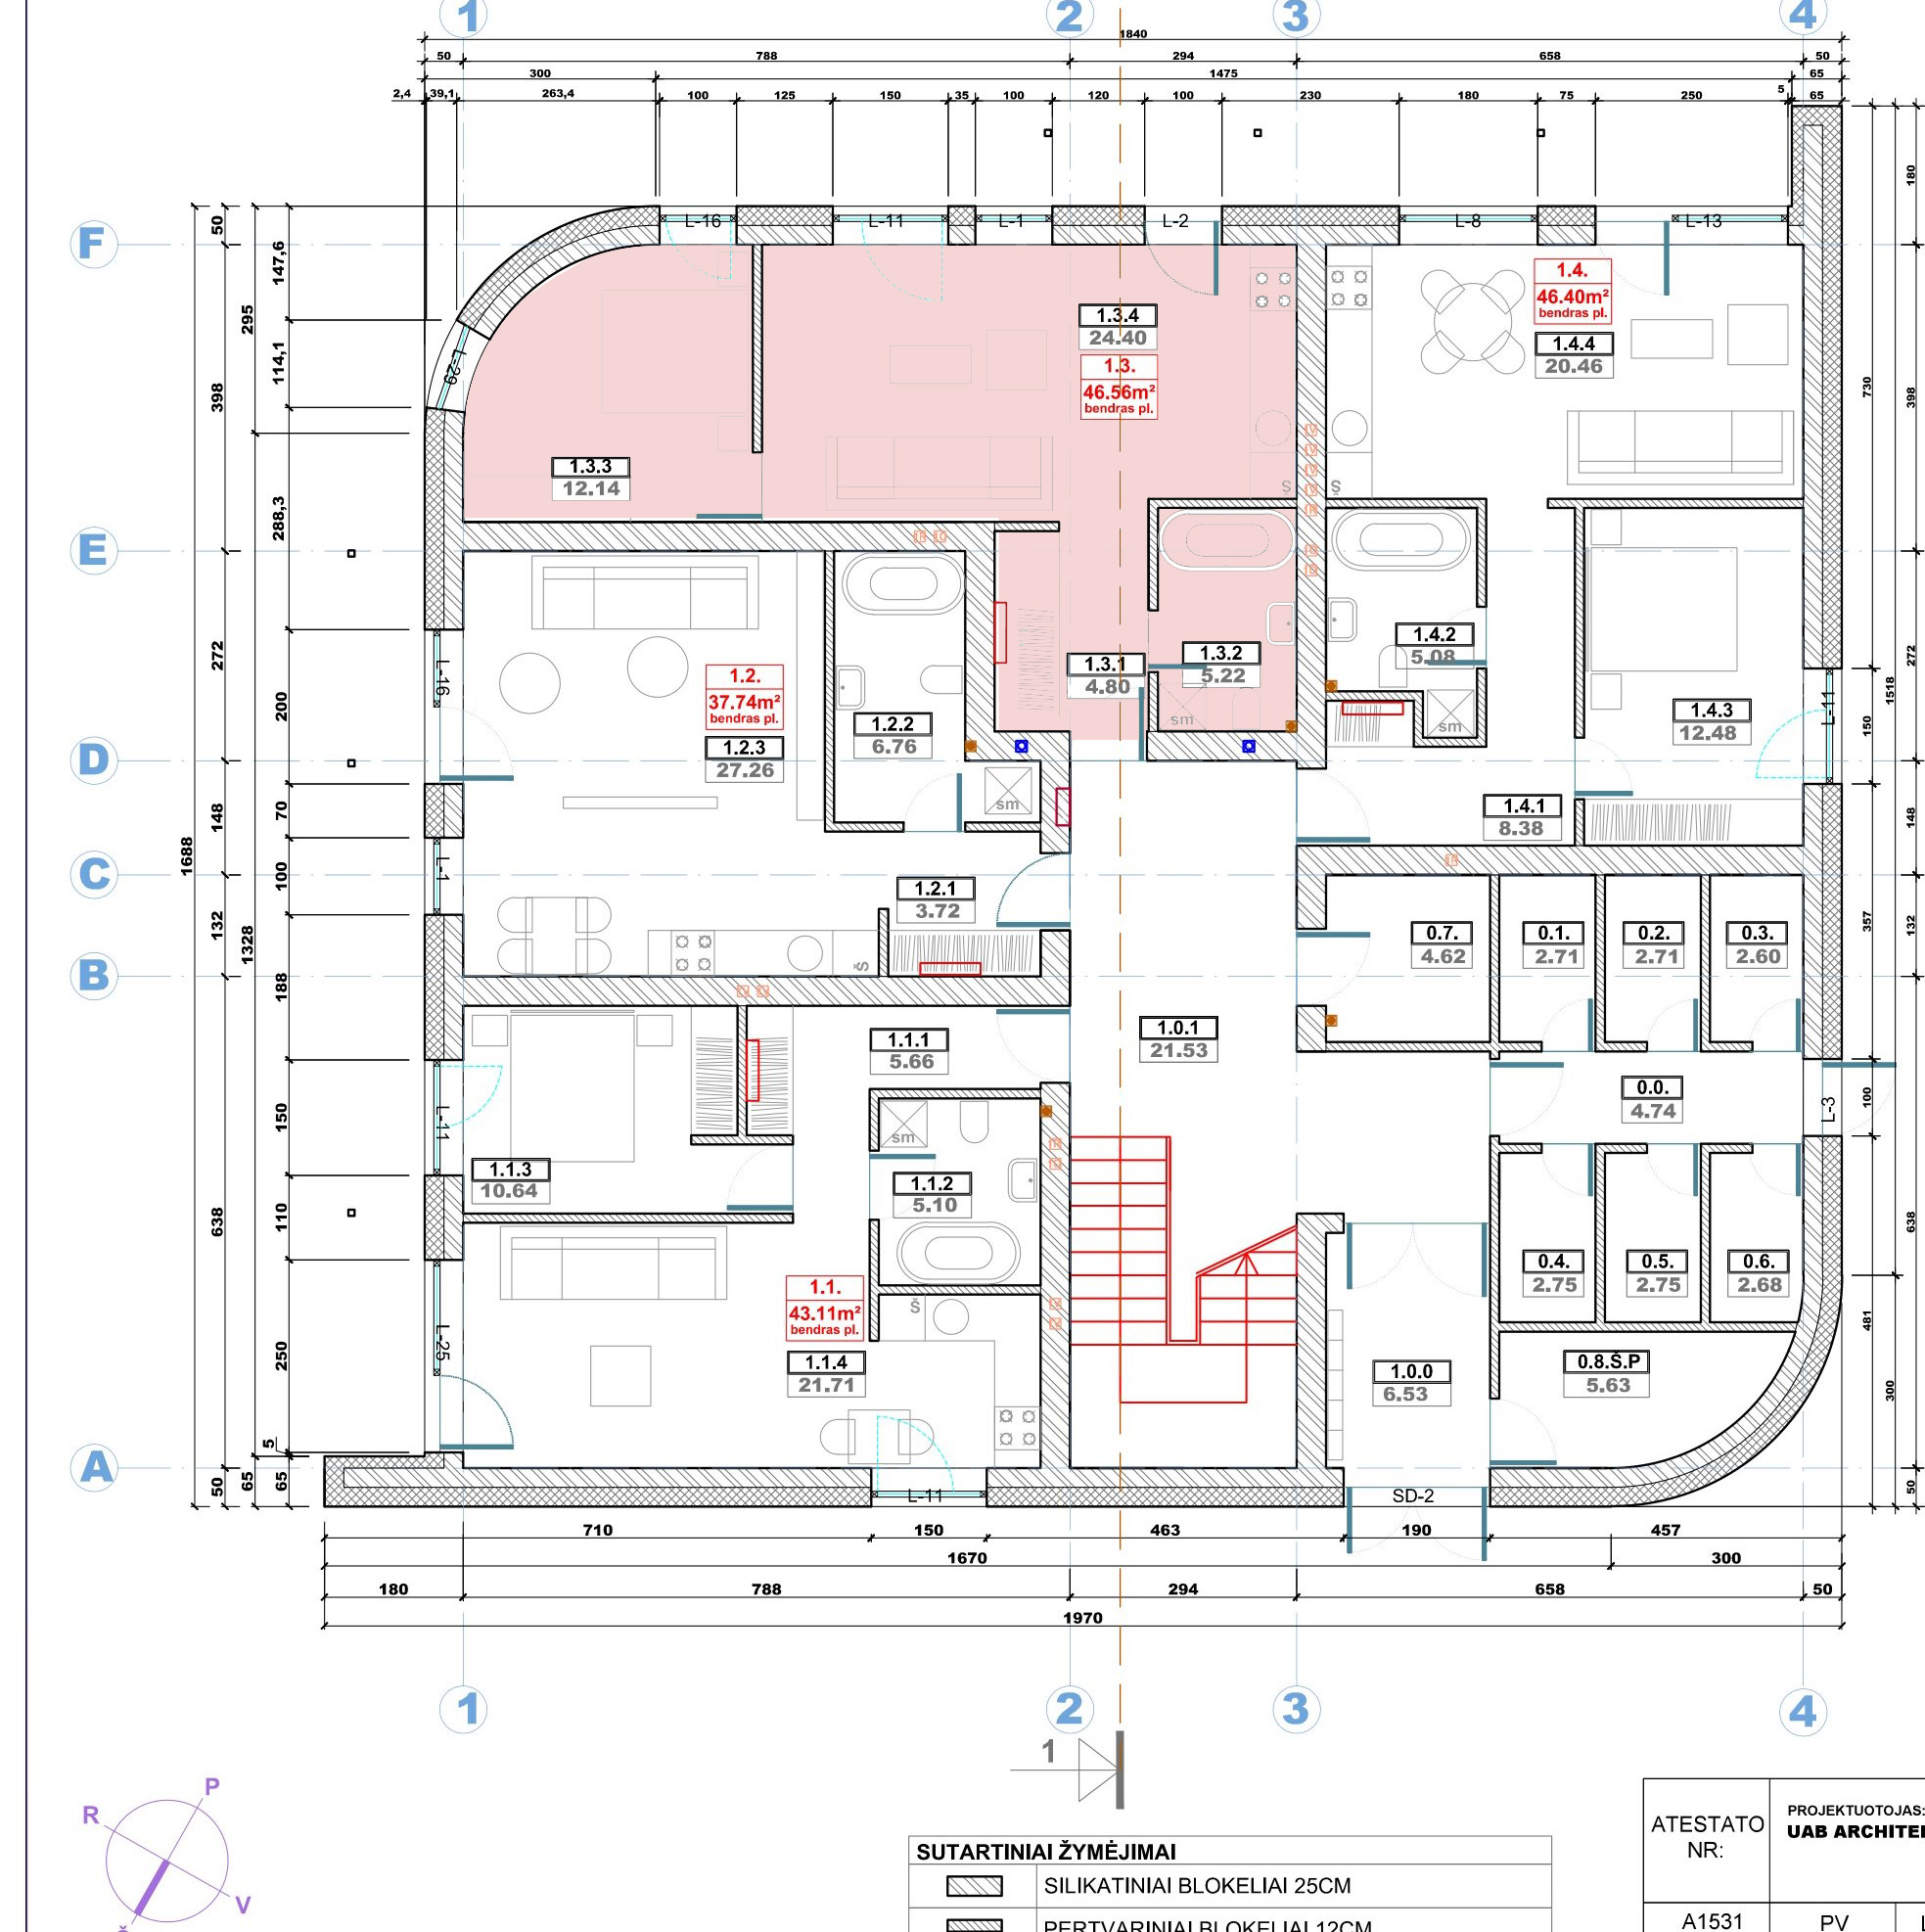 1
2
3
4
1840
50
788
294
658
50
300
1475
65
2,4
39,1
263,4
100
125
150
35
100
120
100
230
180
75
250
5
65
L-16
L-11
L-1
L-2
L-8
L-13
F
E
D
C
B
A
50
398
272
148
132
638
50
1688
295
1328
65
147,6
114,1
288,3
200
70
100
188
150
110
250
5
65
L-29
L-16
L-1
L-11
L-25
1.3.4
24.40
1.3.
46.56m²
bendras pl.
1.3.3
12.14
1.3.1
4.80
1.3.2
5.22
sm
Š
Š
1.4.
46.40m²
bendras pl.
1.4.4
20.46
1.4.2
5.08
sm
1.4.3
12.48
1.4.1
8.38
1.2.
37.74m²
bendras pl.
1.2.3
27.26
1.2.2
6.76
sm
1.2.1
3.72
Š
0.7.
4.62
0.1.
2.71
0.2.
2.71
0.3.
2.60
1.0.1
21.53
0.0.
4.74
1.1.1
5.66
sm
1.1.2
5.10
1.1.3
10.64
1.1.
43.11m²
bendras pl.
1.1.4
21.71
Š
0.4.
2.75
0.5.
2.75
0.6.
2.68
1.0.0
6.53
0.8.Š.P
5.63
L-11
L-3
L-11
SD-2
730
150
357
100
481
1518
300
180
398
272
148
132
638
50
710
150
463
190
457
1670
300
180
788
294
658
50
1970
1
2
3
4
1
P
R
V
SUTARTINIAI ŽYMĖJIMAI
SILIKATINIAI BLOKELIAI 25CM
PERTVARINIAI BLOKELIAI 12CM
ATESTATO
NR:
PROJEKTUOTOJAS:
UAB ARCHITE
A1531
PV